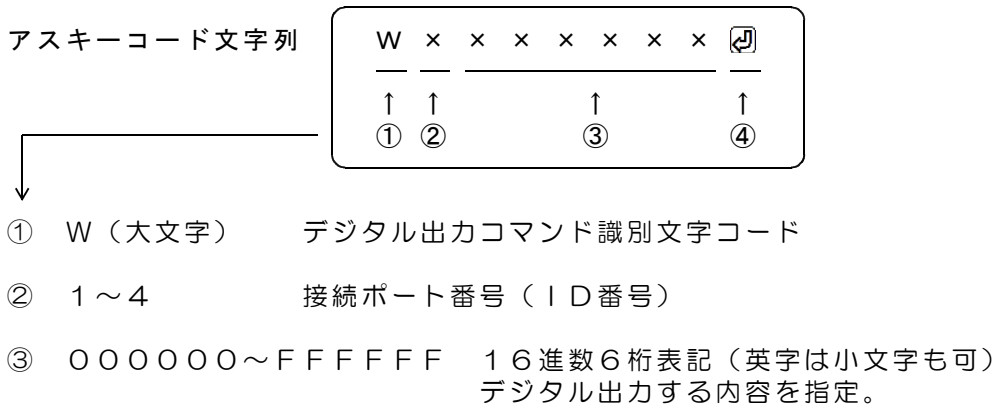 アスキーコード文字列 W × × × × × × × ⏎
↑ ↑ ↑ ↑
① ② ③ ④
① W（大文字） デジタル出力コマンド識別文字コード
② 1～4 接続ポート番号（ID番号）
③ 000000～FFFFFF 16進数6桁表記（英字は小文字も可）
デジタル出力する内容を指定。